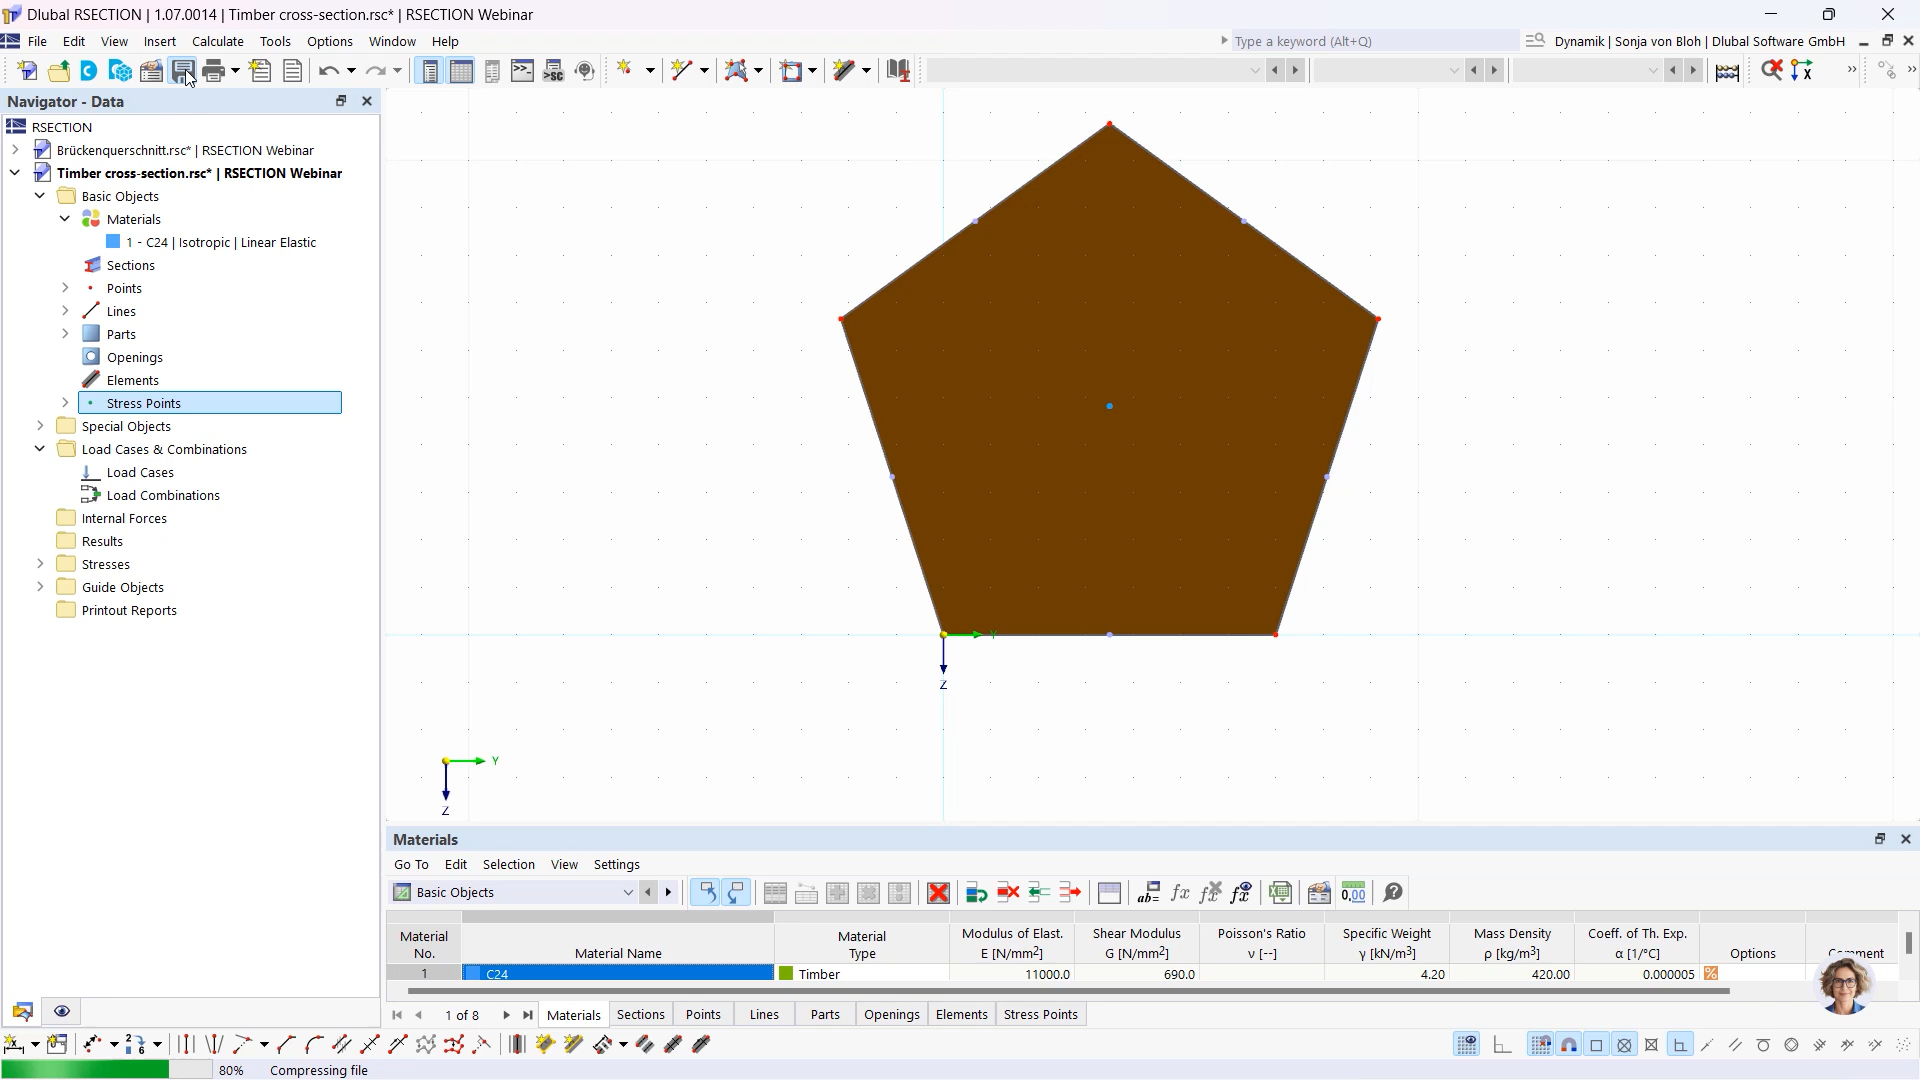 Dlubal RSECTION | 1.07.0014 | Timber cross-section.rsc* | RSECTION Webinar
File Edit View Insert Calculate Tools Options Window Help
Type a keyword (Alt+Q)
Dynamik | Sonja von Bloh | Dlubal Software GmbH
Navigator - Data
RSECTION
Brückenquerschnitt.rsc* | RSECTION Webinar
Timber cross-section.rsc* | RSECTION Webinar
Basic Objects
Materials
1 - C24 | Isotropic | Linear Elastic
Sections
Points
Lines
Parts
Openings
Elements
Stress Points
Special Objects
Load Cases & Combinations
Load Cases
Load Combinations
Internal Forces
Results
Stresses
Guide Objects
Printout Reports
Y
Z
Y
Z
Materials
Go To Edit Selection View Settings
Basic Objects
Material No.
Material Name
Material Type
Modulus of Elast. E [N/mm2]
Shear Modulus G [N/mm2]
Poisson's Ratio ν [--]
Specific Weight γ [kN/m3]
Mass Density ρ [kg/m3]
Coeff. of Th. Exp. α [1/°C]
Options
Comment
1 C24 Timber 11000.0 690.0 4.20 420.00 0.000005
1 of 8 Materials Sections Points Lines Parts Openings Elements Stress Points
80% Compressing file